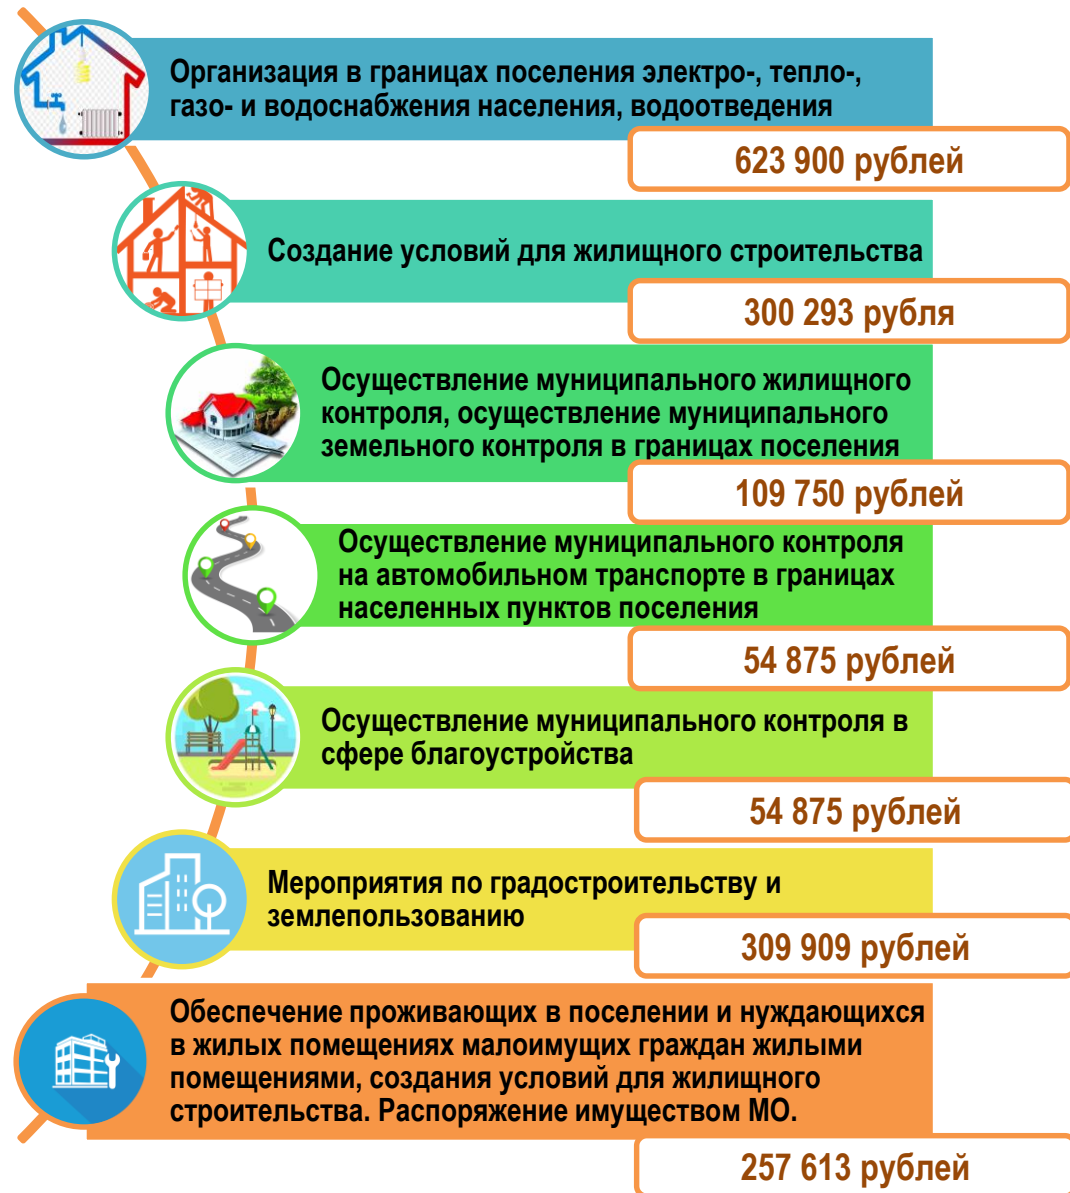 Организация в границах поселения электро-, тепло-,
газо- и водоснабжения населения, водоотведения
623 900 рублей
Создание условий для жилищного строительства
300 293 рубля
Осуществление муниципального жилищного
контроля, осуществление муниципального
земельного контроля в границах поселения
109 750 рублей
Осуществление муниципального контроля
на автомобильном транспорте в границах
населенных пунктов поселения
54 875 рублей
Осуществление муниципального контроля в
сфере благоустройства
54 875 рублей
Мероприятия по градостроительству и
землепользованию
309 909 рублей
Обеспечение проживающих в поселении и нуждающихся
в жилых помещениях малоимущих граждан жилыми
помещениями, создания условий для жилищного
строительства. Распоряжение имуществом МО.
257 613 рублей